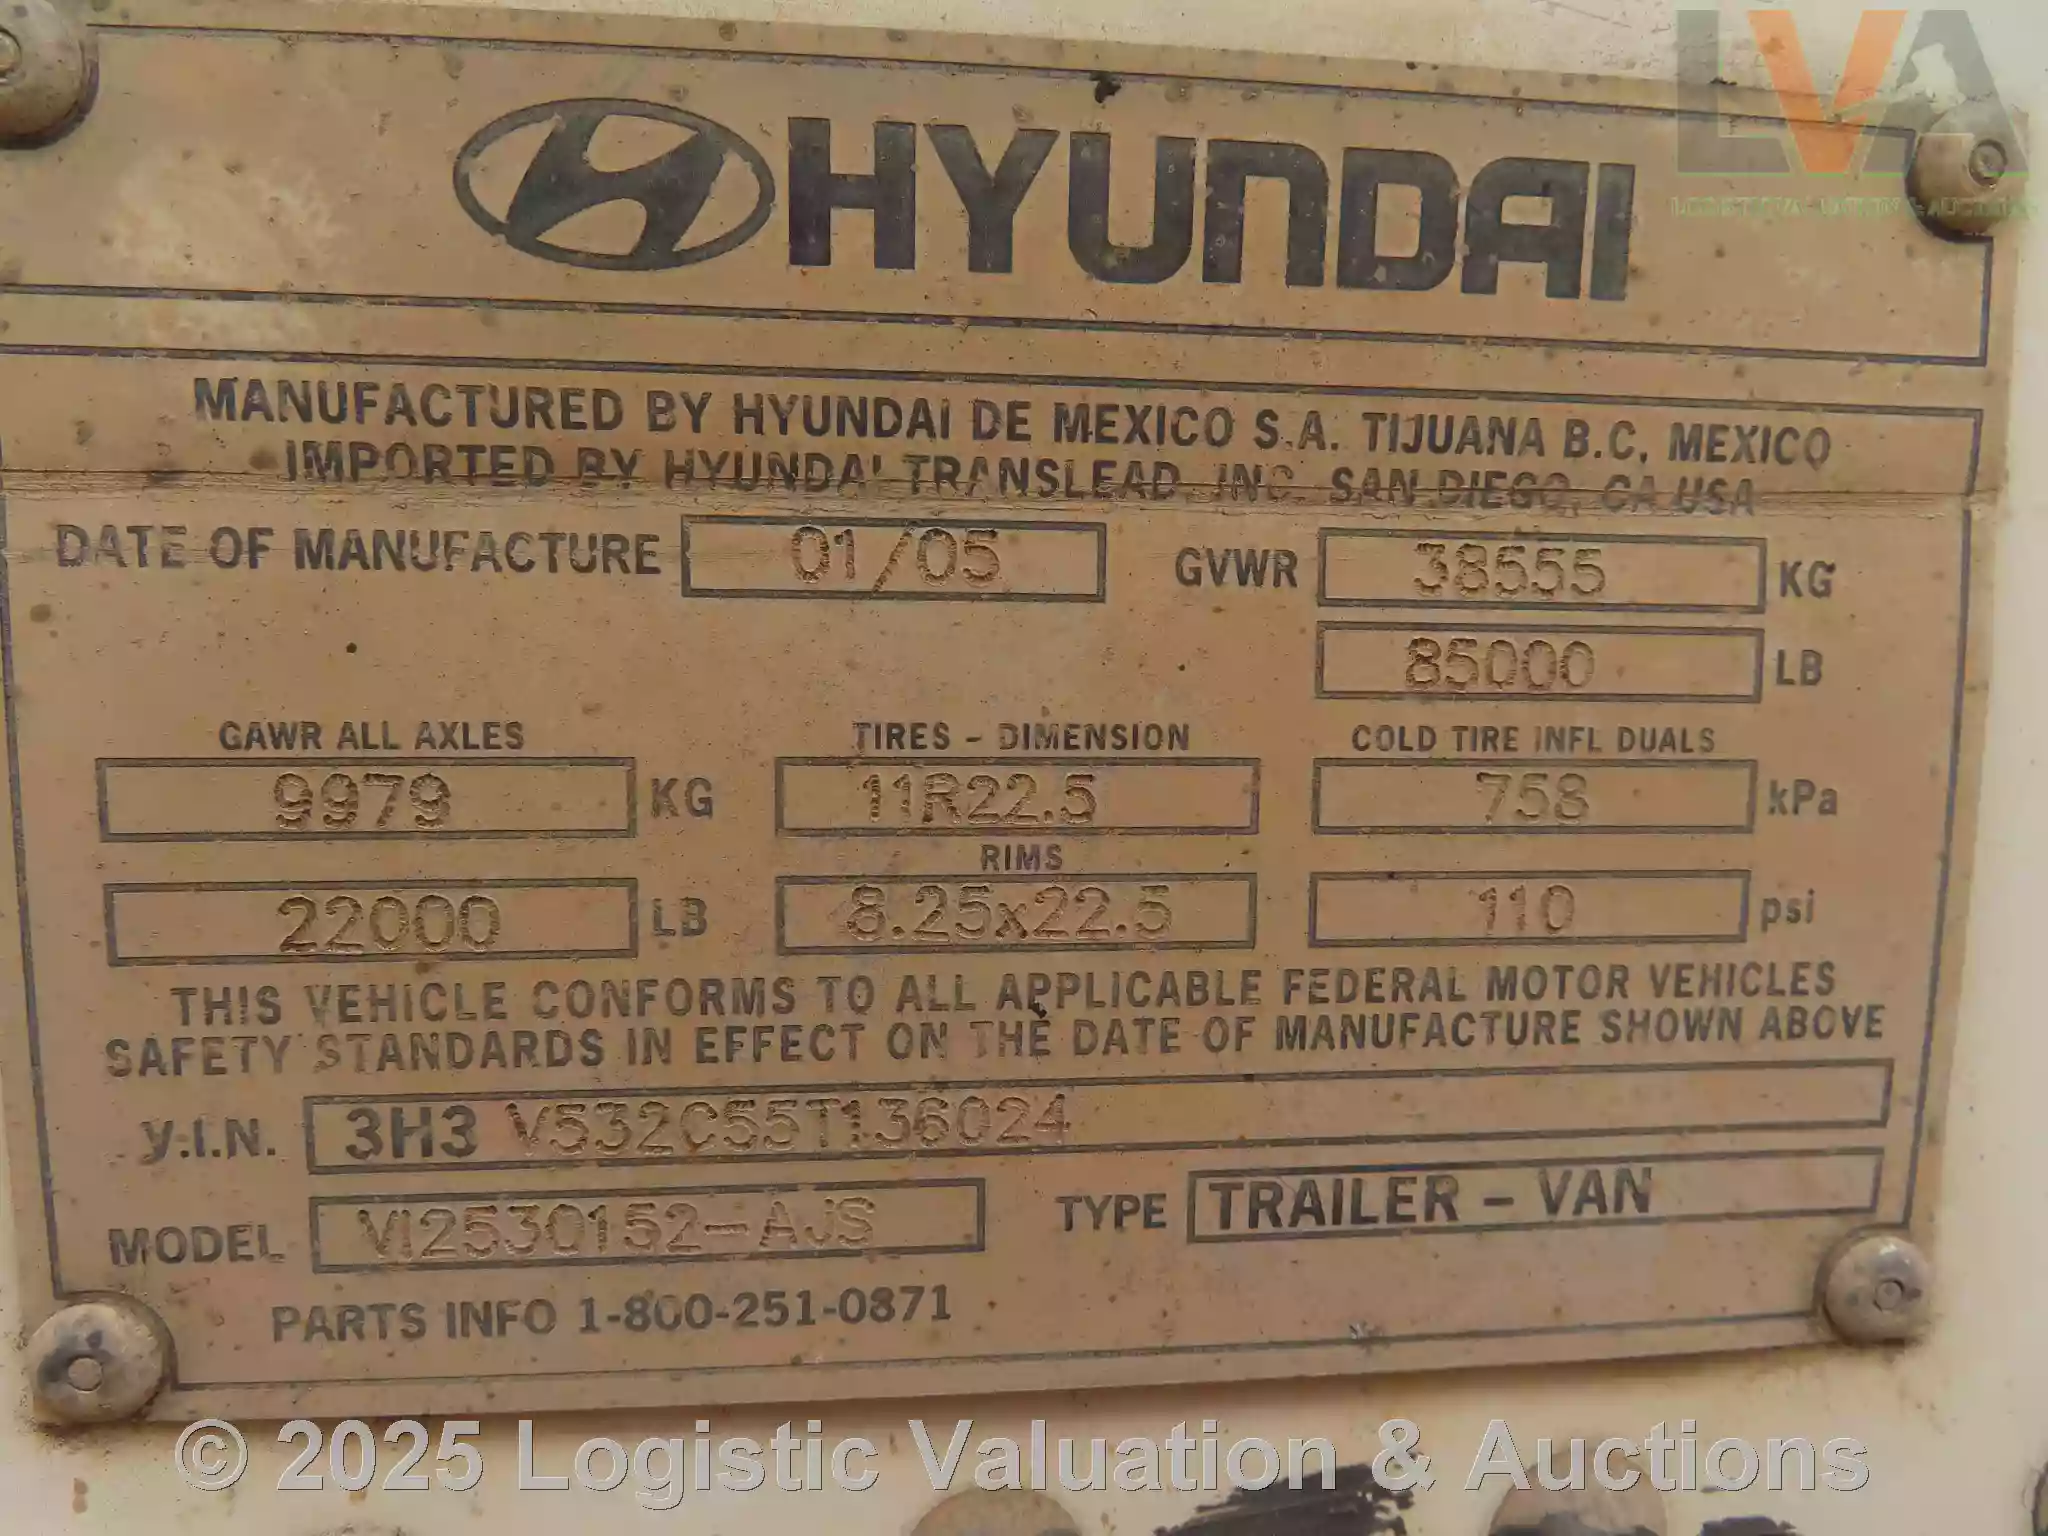 LVA
LOGISTIC VALUATION & AUCTIONS
HYUNDAI
MANUFACTURED BY HYUNDAI DE MEXICO S.A. TIJUANA B.C. MEXICO
IMPORTED BY HYUNDAI TRANSLEAD, INC. SAN DIEGO, CA USA
DATE OF MANUFACTURE 01/05 GVWR 38555 KG
85000 LB
GAWR ALL AXLES TIRES - DIMENSION COLD TIRE INFL DUALS
9979 KG 11R22.5 758 kPa
RIMS
22000 LB 8.25x22.5 110 psi
THIS VEHICLE CONFORMS TO ALL APPLICABLE FEDERAL MOTOR VEHICLES
SAFETY STANDARDS IN EFFECT ON THE DATE OF MANUFACTURE SHOWN ABOVE
V.I.N. 3H3 V532C55T136024
MODEL VI2530152-AJS TYPE TRAILER - VAN
PARTS INFO 1-800-251-0871
© 2025 Logistic Valuation & Auctions